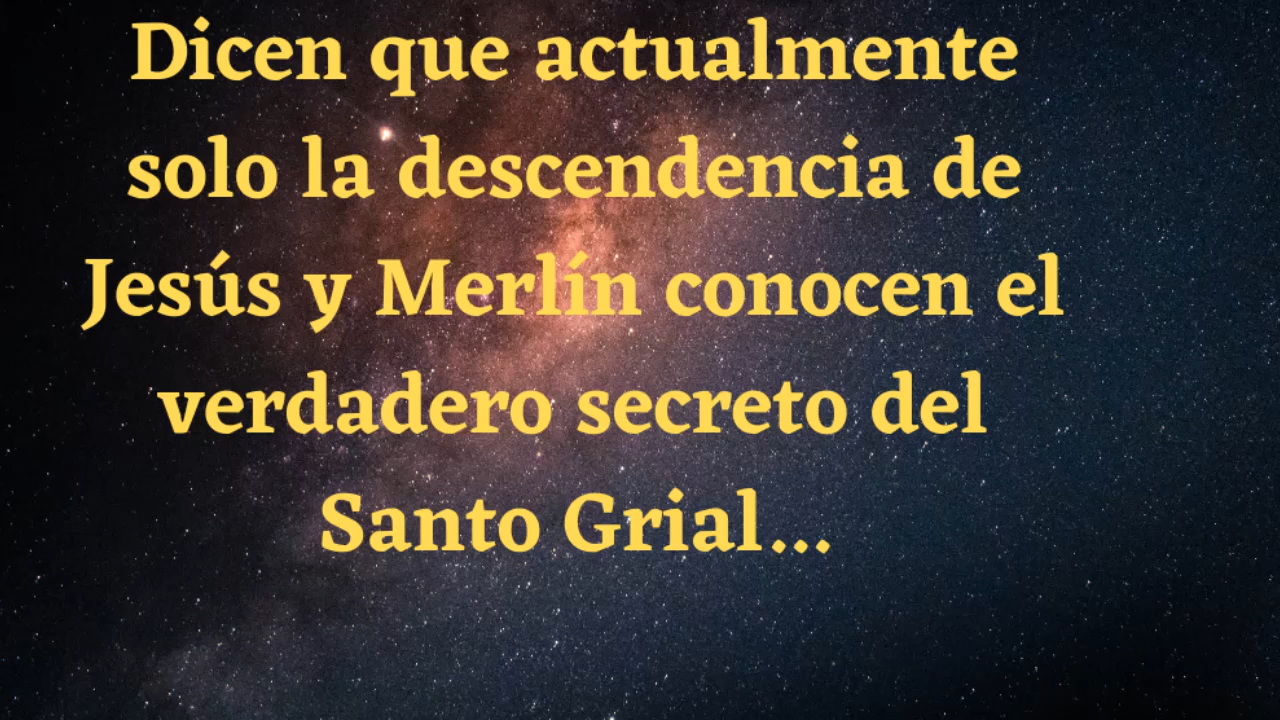 Dicen que actualmente
solo la descendencia de
Jesús y Merlín conocen el
verdadero secreto del
Santo Grial...